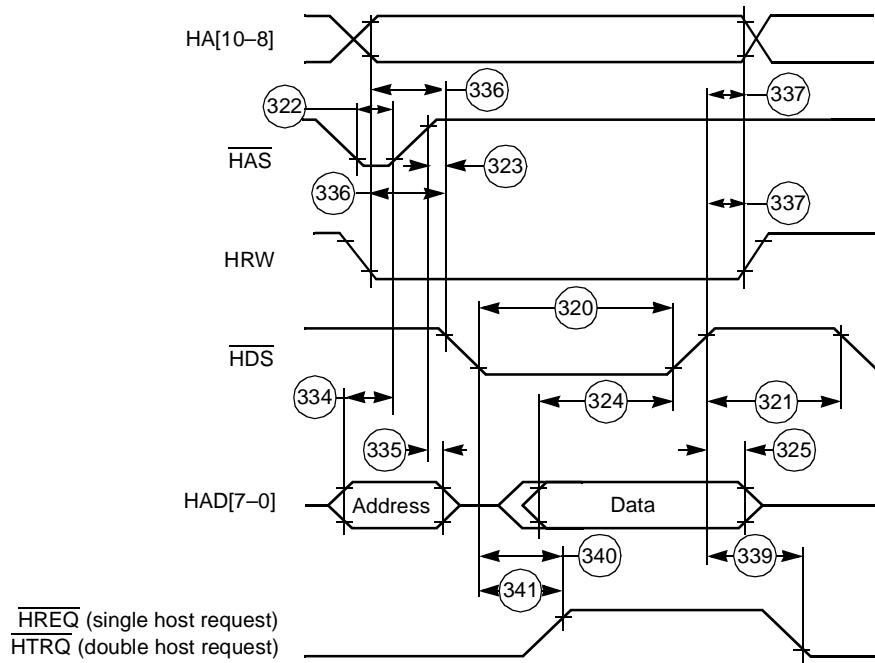 HA[10–8]
336
337
322
HAS
323
336
337
HRW
320
HDS
334
324
321
335
325
HAD[7–0]
Address
Data
340
339
341
HREQ (single host request)
HTRQ (double host request)